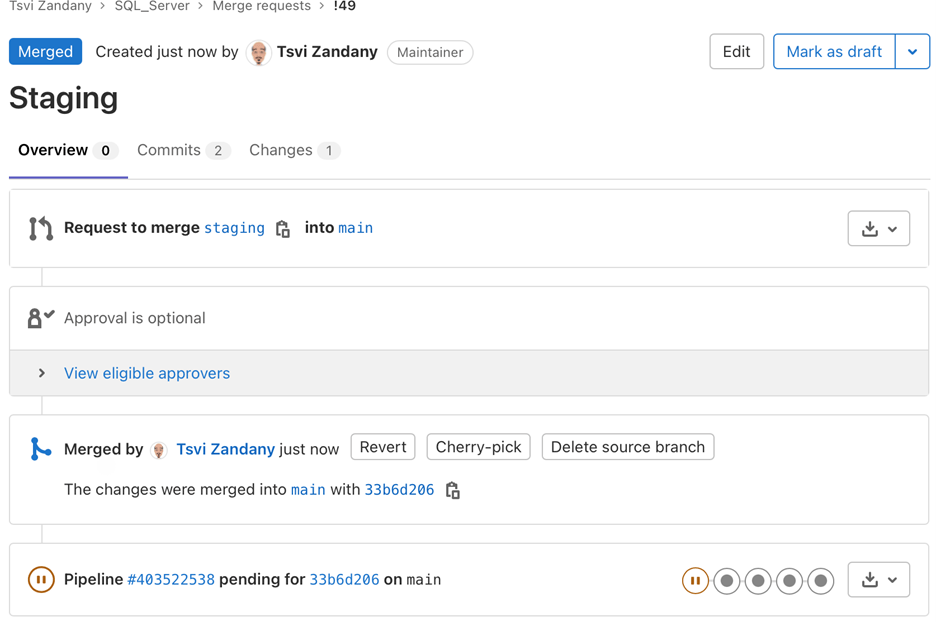 Tsvi Zandany › SQL_Server › Merge requests › !49
Merged Created just now by Tsvi Zandany Maintainer Edit Mark as draft
Staging
Overview 0 Commits 2 Changes 1
Request to merge staging into main
Approval is optional
View eligible approvers
Merged by Tsvi Zandany just now Revert Cherry-pick Delete source branch
The changes were merged into main with 33b6d206
Pipeline #403522538 pending for 33b6d206 on main